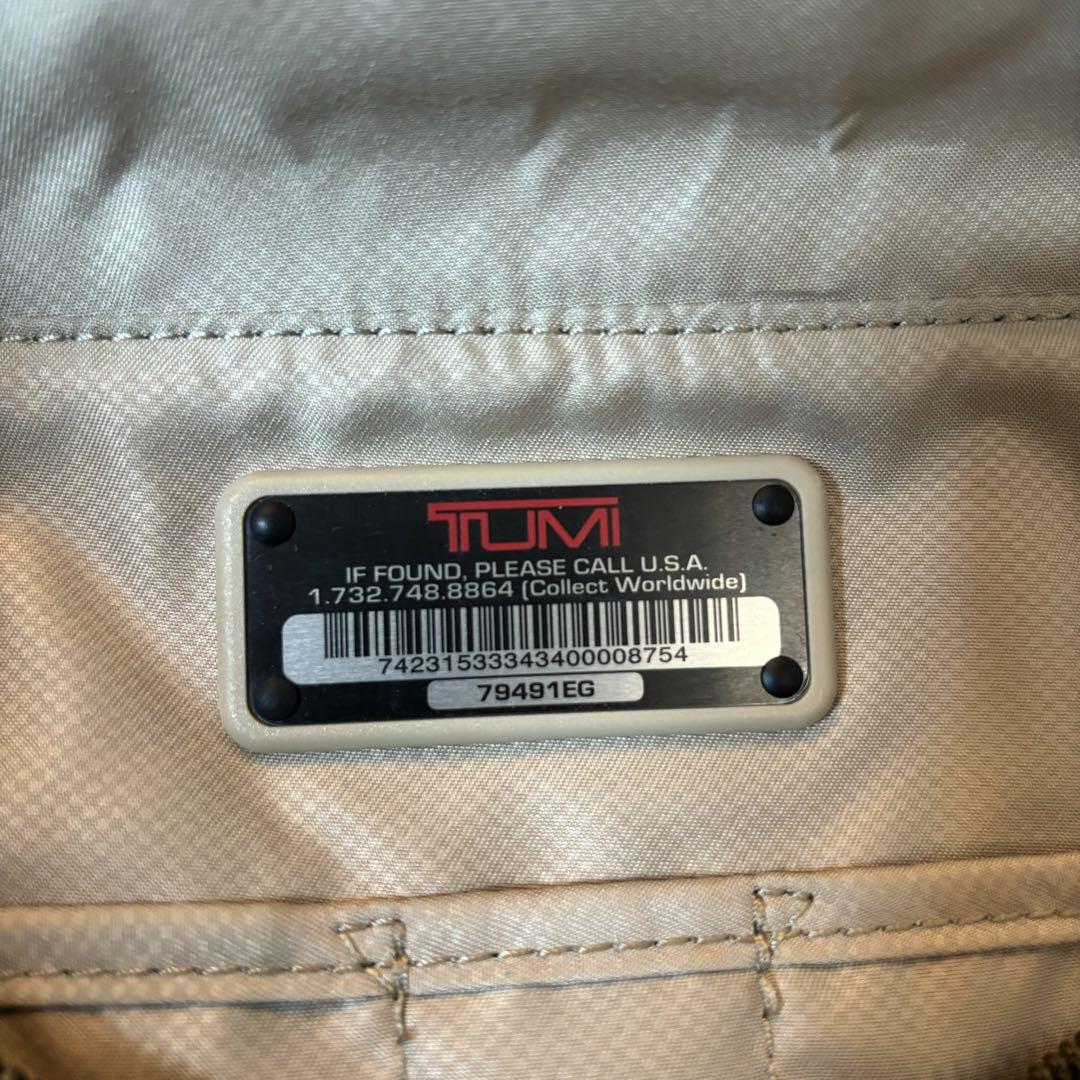 TUMI
IF FOUND, PLEASE CALL U.S.A.
1.732.748.8864 (Collect Worldwide)
74231533343400008754
79491EG